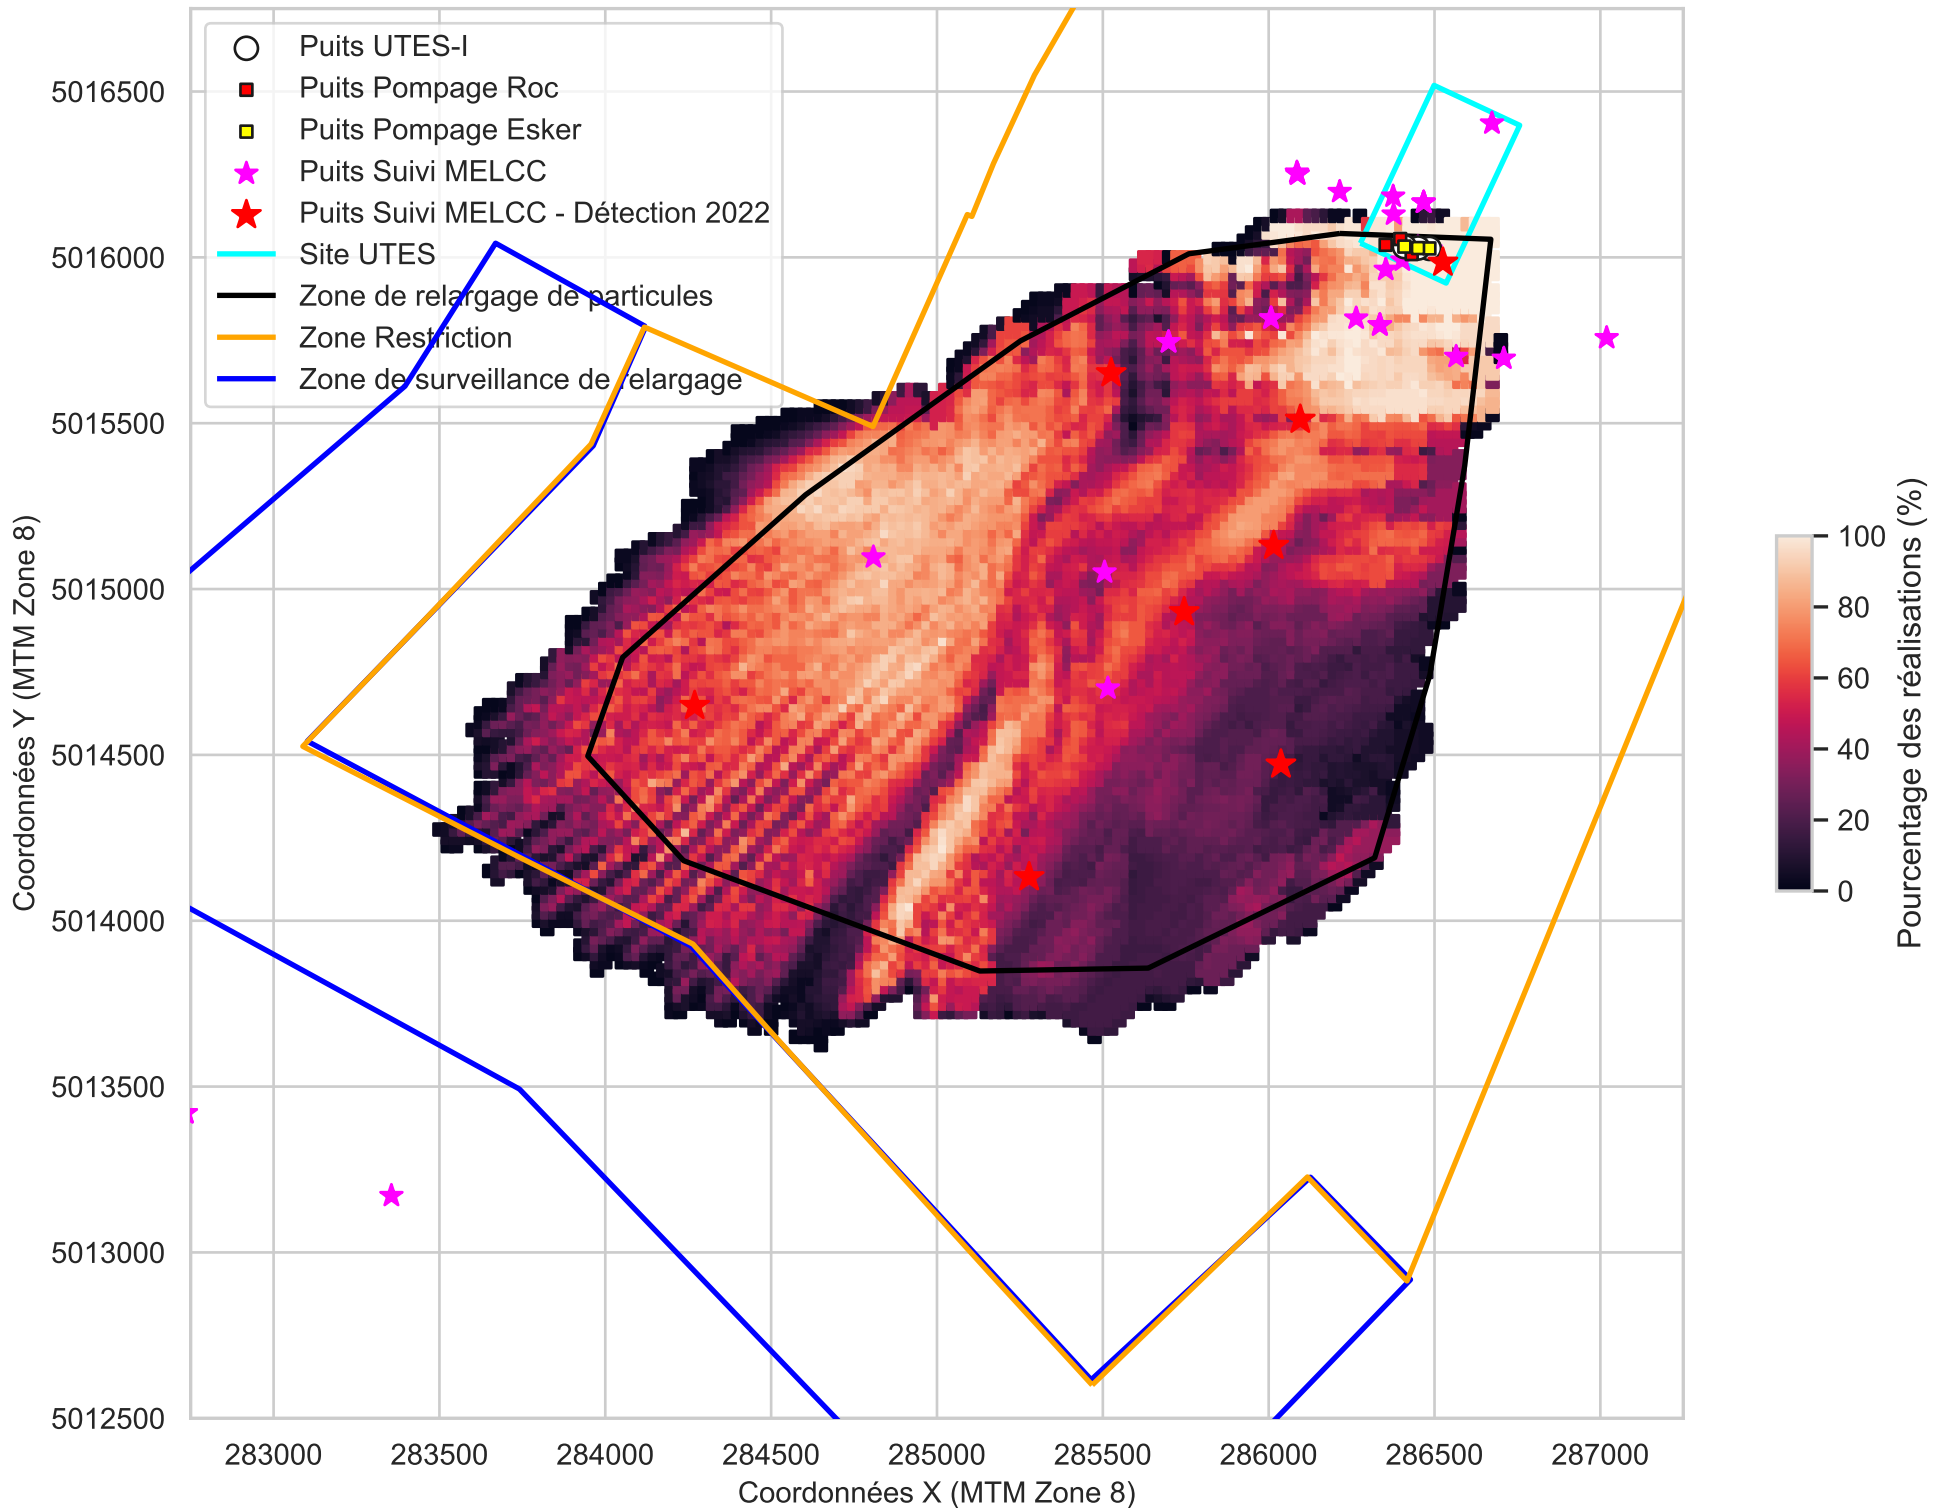 Puits UTES-I
Puits Pompage Roc
Puits Pompage Esker
Puits Suivi MELCC
Puits Suivi MELCC - Détection 2022
Site UTES
Zone de relargage de particules
Zone Restriction
Zone de surveillance de relargage
5016500
5016000
5015500
5015000
5014500
5014000
5013500
5013000
5012500
Coordonnées Y (MTM Zone 8)
283000 283500 284000 284500 285000 285500 286000 286500 287000
Coordonnées X (MTM Zone 8)
100
80
60
40
20
0
Pourcentage des réalisations (%)